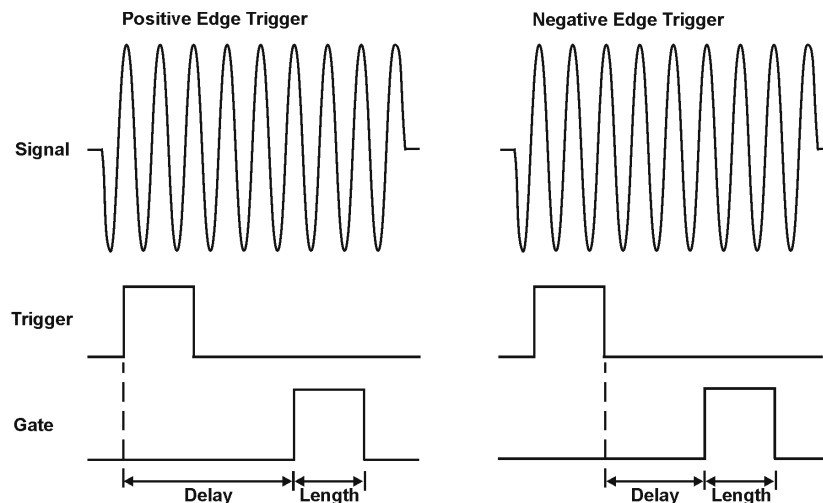 Positive Edge Trigger
Negative Edge Trigger
Signal
Trigger
Gate
Delay
Length
Delay
Length